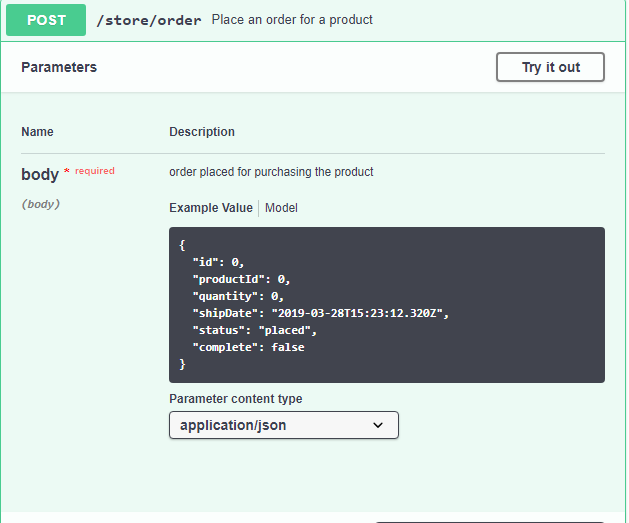 POST /store/order Place an order for a product
Parameters Try it out
Name Description
body * required order placed for purchasing the product
(body)
Example Value Model
{
"id": 0,
"productId": 0,
"quantity": 0,
"shipDate": "2019-03-28T15:23:12.320Z",
"status": "placed",
"complete": false
}
Parameter content type
application/json